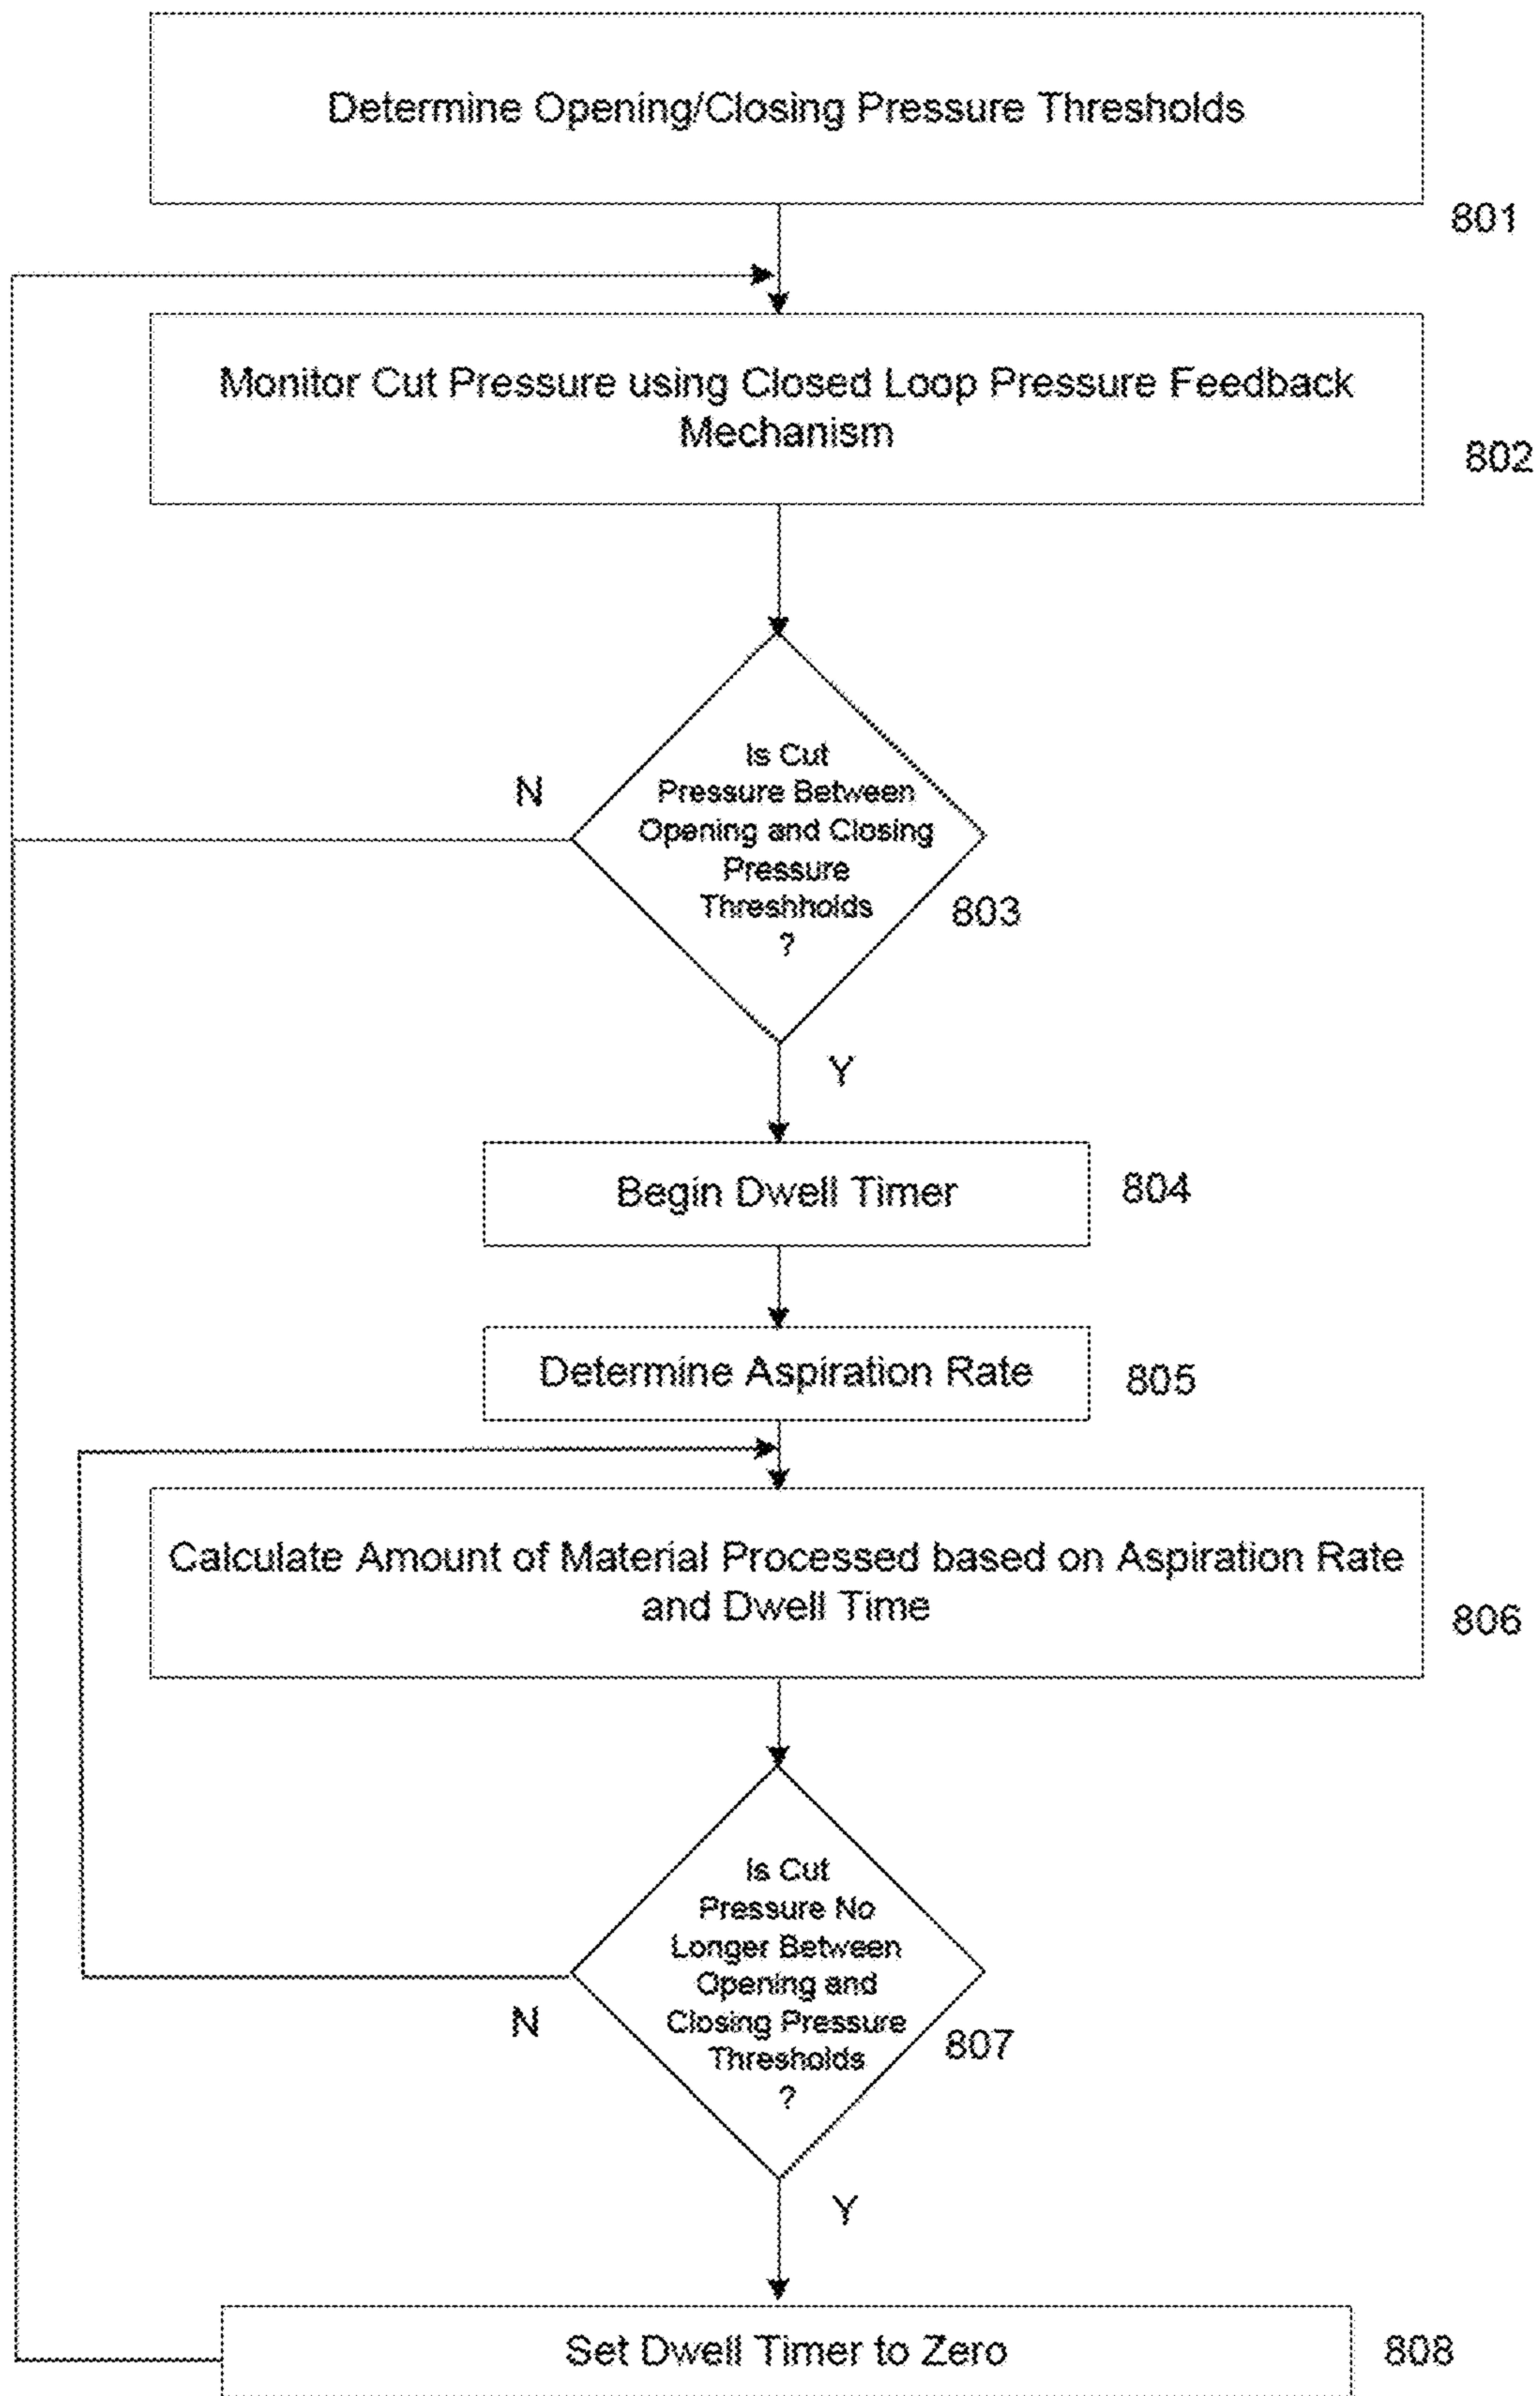 Determine Opening/Closing Pressure Thresholds
801
Monitor Cut Pressure using Closed Loop Pressure Feedback
Mechanism
802
Is Cut
Pressure Between
Opening and Closing
Pressure
Threshholds
?
803
N
Y
Begin Dwell Timer
804
Determine Aspiration Rate
805
Calculate Amount of Material Processed based on Aspiration Rate
and Dwell Time
806
Is Cut
Pressure No
Longer Between
Opening and
Closing Pressure
Thresholds
?
807
N
Y
Set Dwell Timer to Zero
808